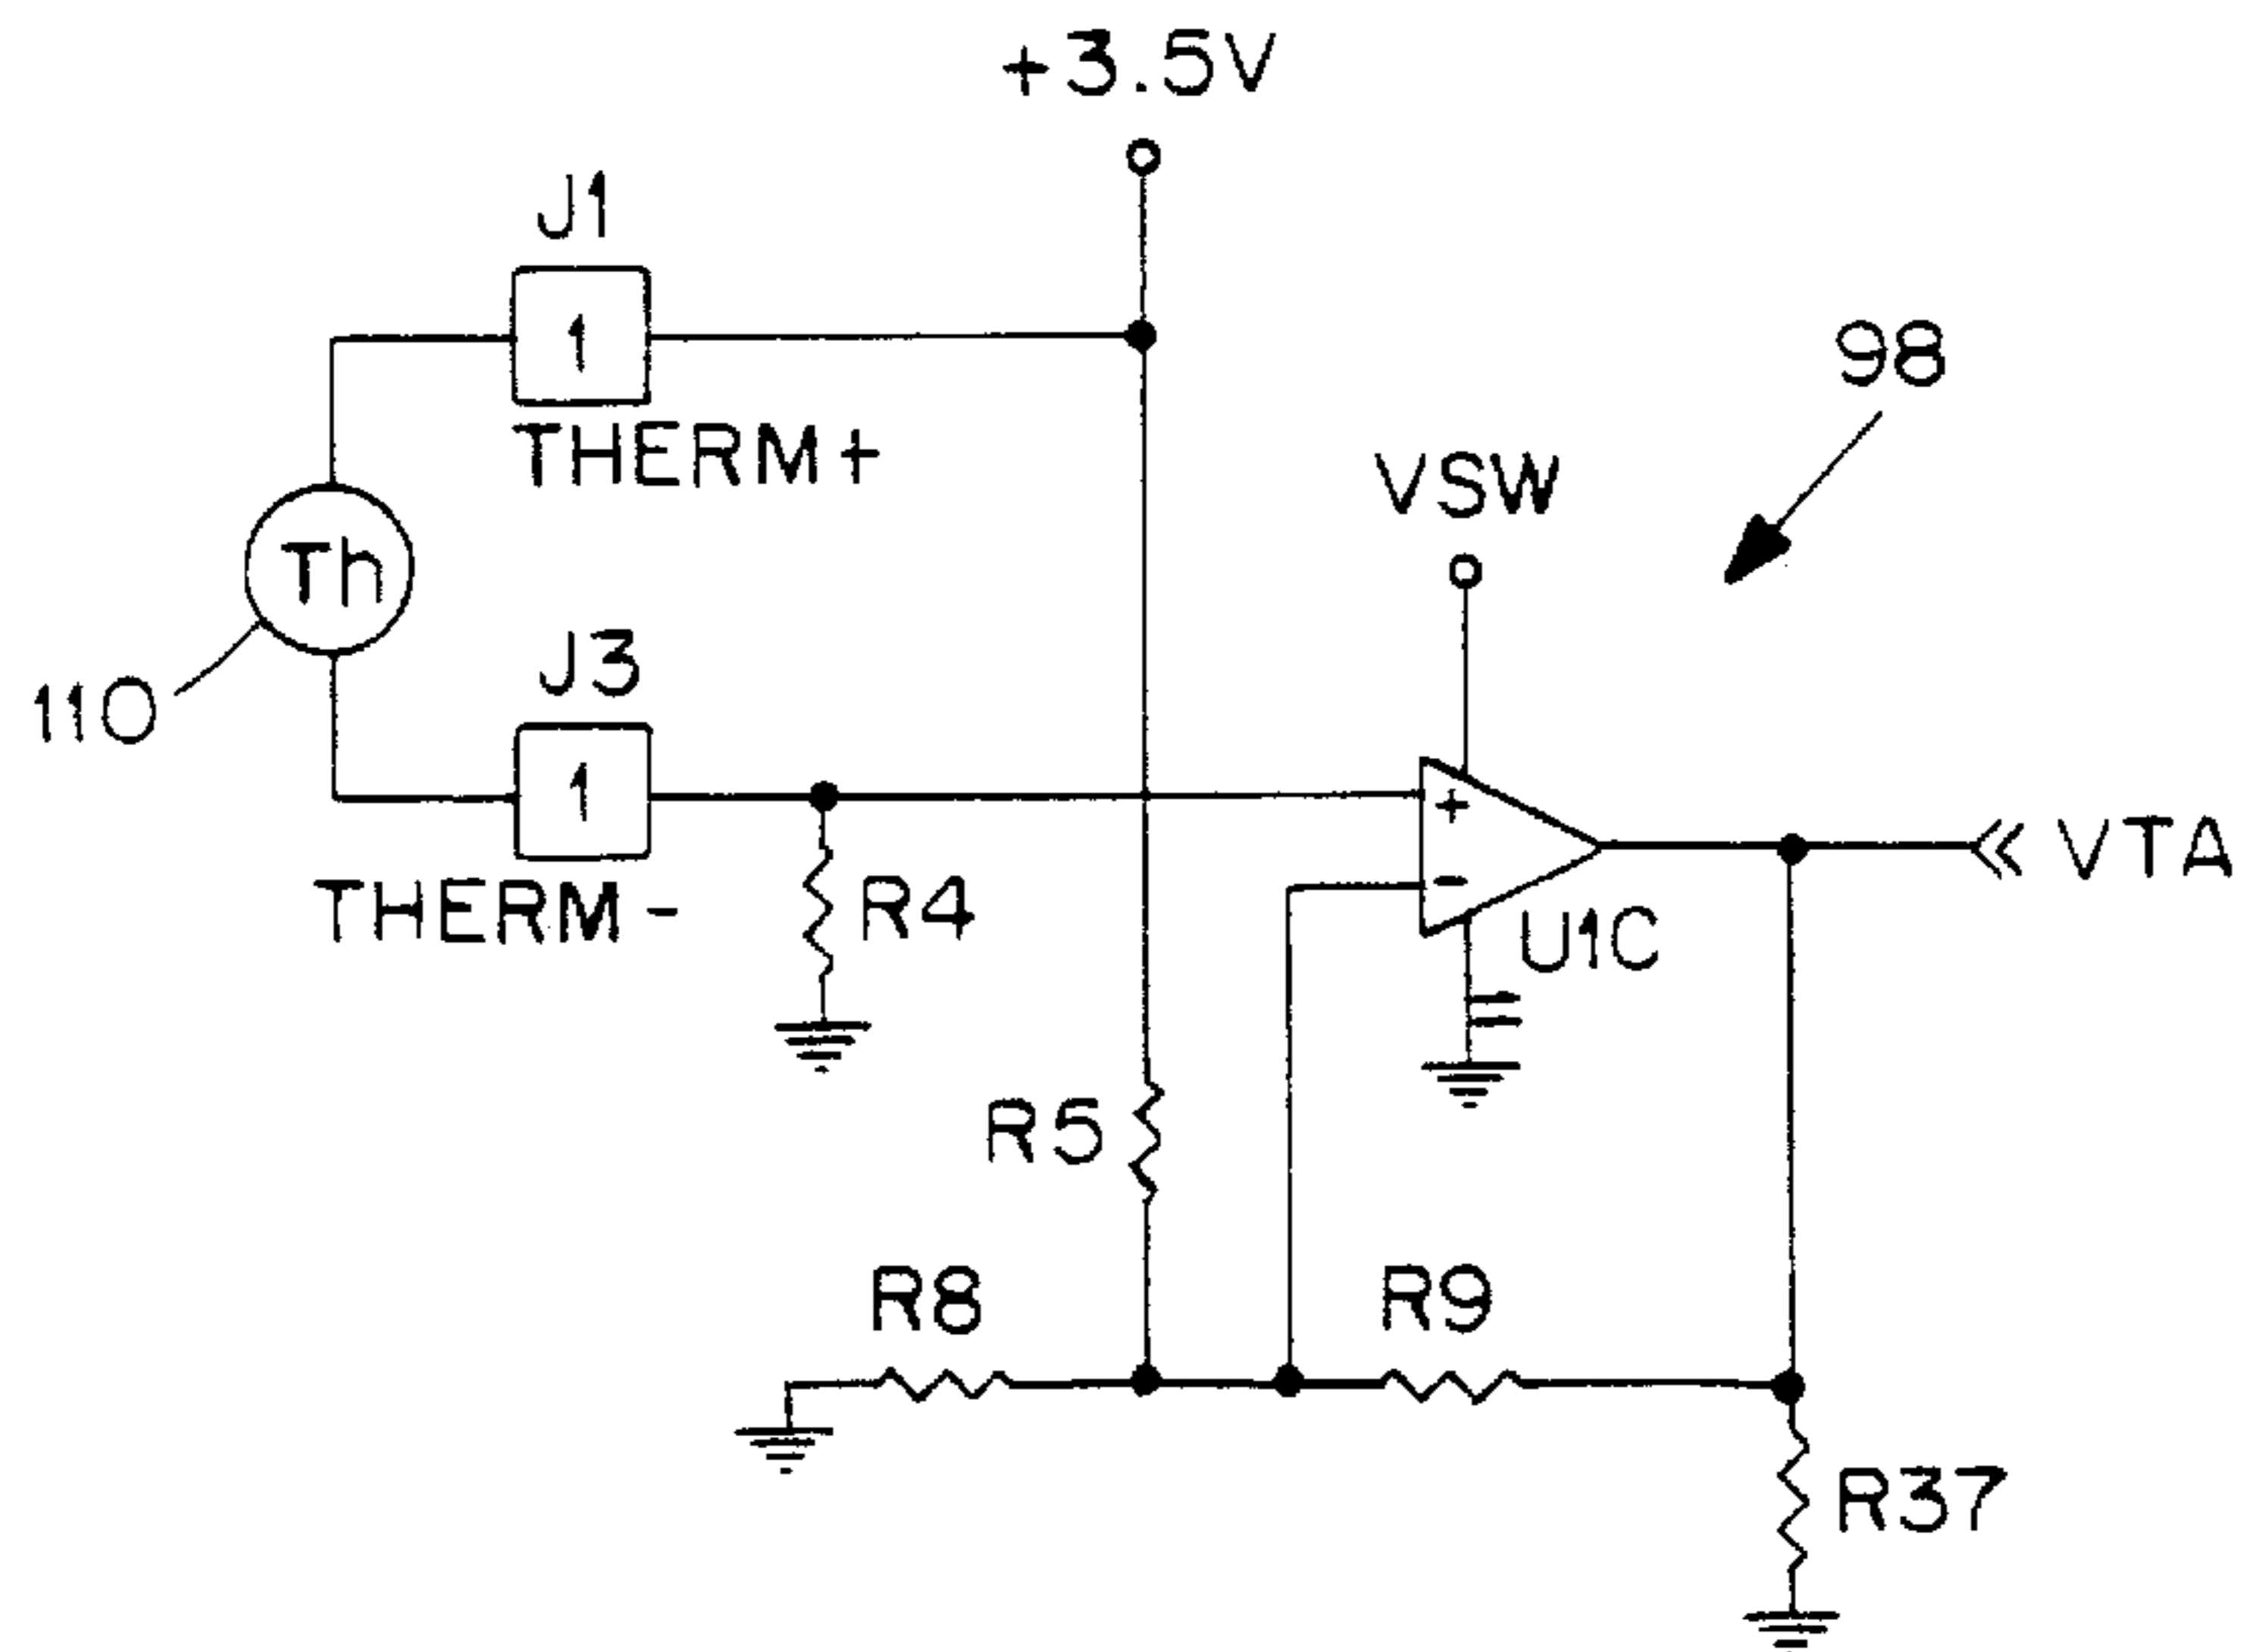 +3.5V
J1
1
THERM+
98
VSW
Th
110
J3
1
THERM-
R4
+
-
U1C
11
VTA
R5
R8
R9
R37